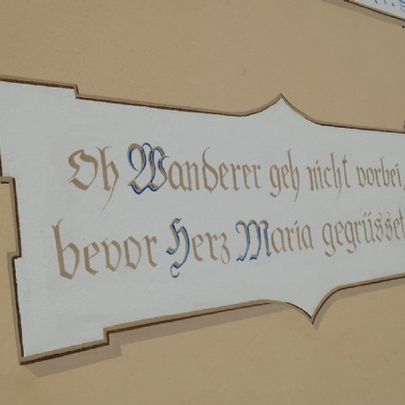 Oh Wanderer geh nicht vorbei,
bevor Herz Maria gegrüsset